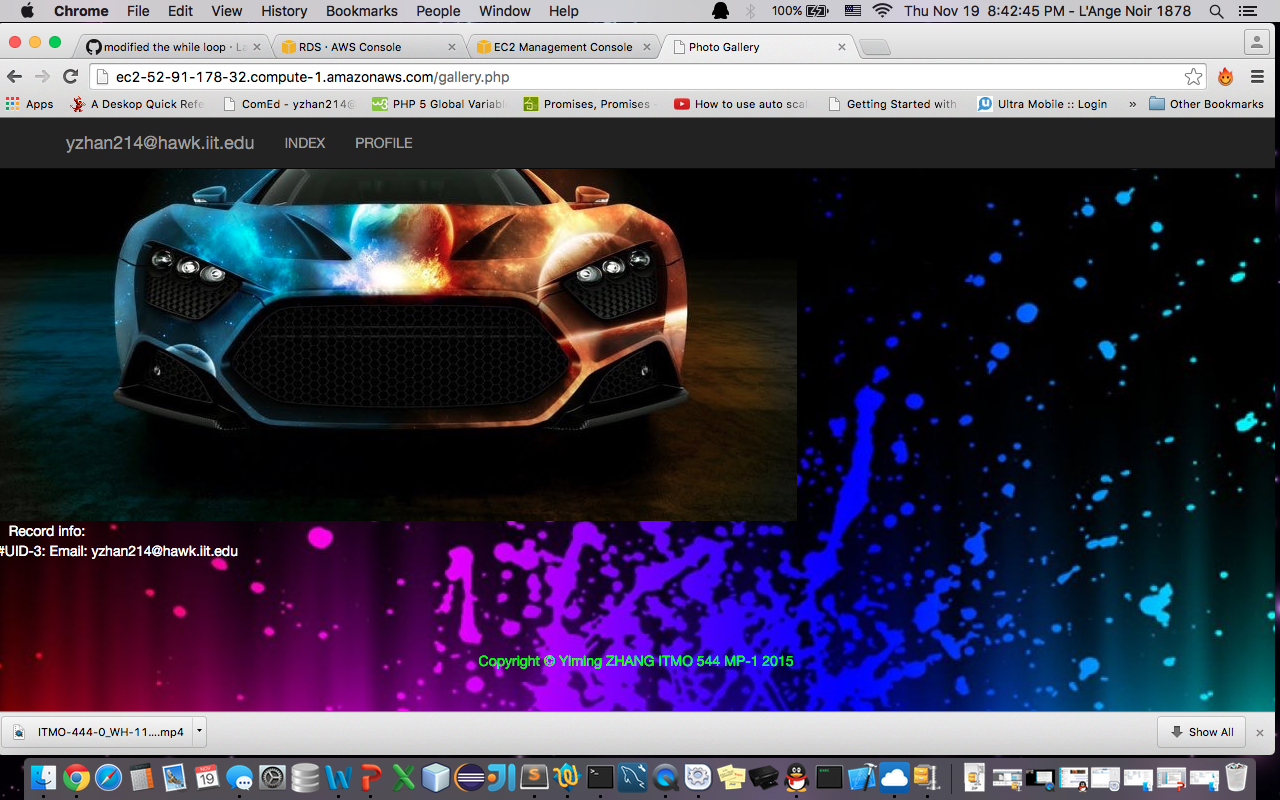 Chrome File Edit View History Bookmarks People Window Help 100% Thu Nov 19 8:42:45 PM - L'Ange Noir 1878
modified the while loop · La RDS · AWS Console EC2 Management Console Photo Gallery
ec2-52-91-178-32.compute-1.amazonaws.com/gallery.php
Apps A Deskop Quick Refe ComEd - yzhan214@ PHP 5 Global Variabl Promises, Promises - How to use auto scal Getting Started with Ultra Mobile :: Login » Other Bookmarks
yzhan214@hawk.iit.edu INDEX PROFILE
Record info:
#UID-3: Email: yzhan214@hawk.iit.edu
Copyright © Yiming ZHANG ITMO 544 MP-1 2015
ITMO-444-0_WH-11....mp4 Show All
NOV
19